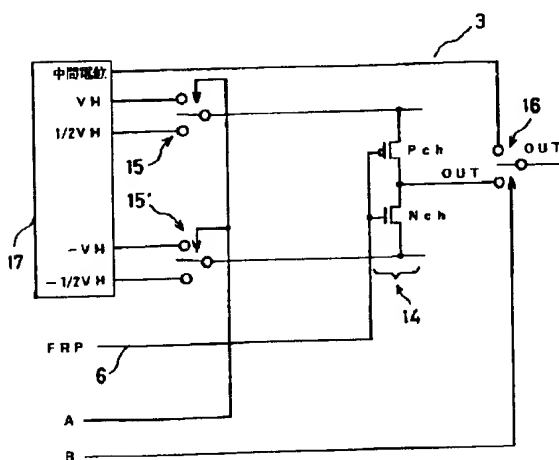 3
中間電動
VH
16
1/2VH
15
Pch
OUT
OUT
15'
Nch
17
-VH
-1/2VH
14
FRP
6
A
B